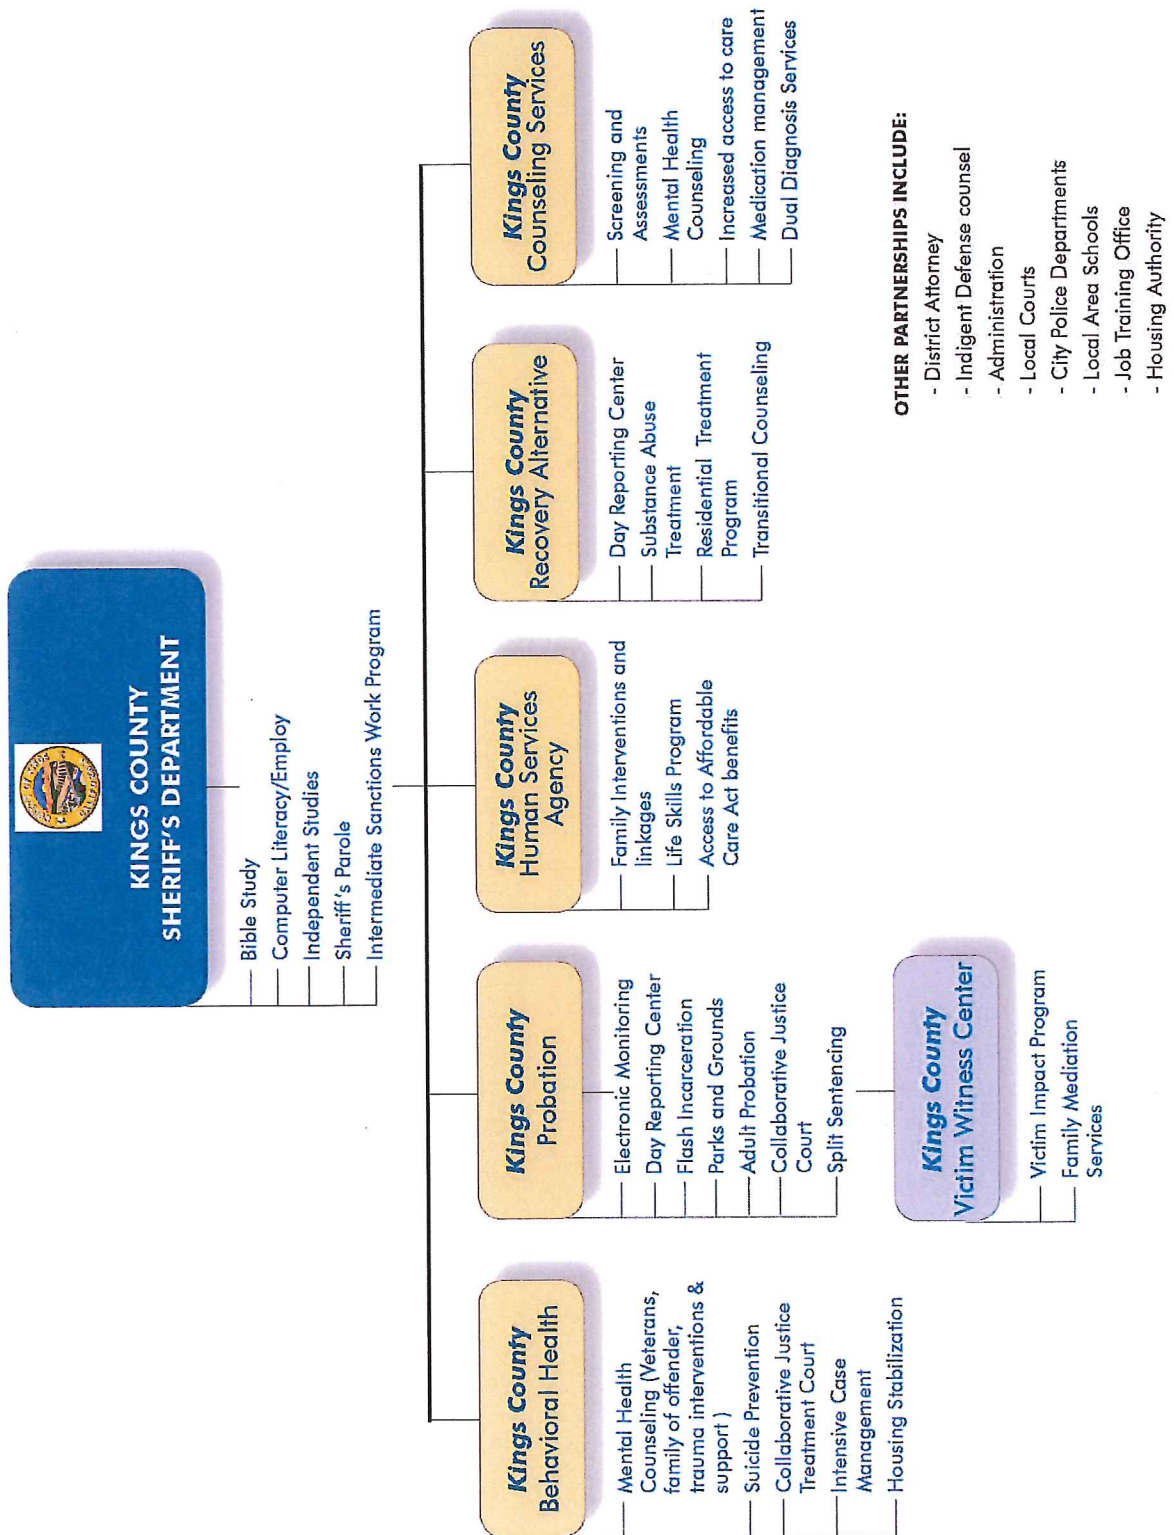 KINGS COUNTY
SHERIFF'S DEPARTMENT
Bible Study
Computer Literacy/Employ
Independent Studies
Sheriff's Parole
Intermediate Sanctions Work Program
Kings County
Behavioral Health
Mental Health
Counseling (Veterans,
family of offender,
trauma interventions &
support )
Suicide Prevention
Collaborative Justice
Treatment Court
Intensive Case
Management
Housing Stabilization
Kings County
Probation
Electronic Monitoring
Day Reporting Center
Flash Incarceration
Parks and Grounds
Adult Probation
Collaborative Justice
Court
Split Sentencing
Kings County
Victim Witness Center
Victim Impact Program
Family Mediation
Services
Kings County
Human Services
Agency
Family Interventions and
linkages
Life Skills Program
Access to Affordable
Care Act benefits
Kings County
Recovery Alternative
Day Reporting Center
Substance Abuse
Treatment
Residential Treatment
Program
Transitional Counseling
Kings County
Counseling Services
Screening and
Assessments
Mental Health
Counseling
Increased access to care
Medication management
Dual Diagnosis Services
OTHER PARTNERSHIPS INCLUDE:
- District Attorney
- Indigent Defense counsel
- Administration
- Local Courts
- City Police Departments
- Local Area Schools
- Job Training Office
- Housing Authority